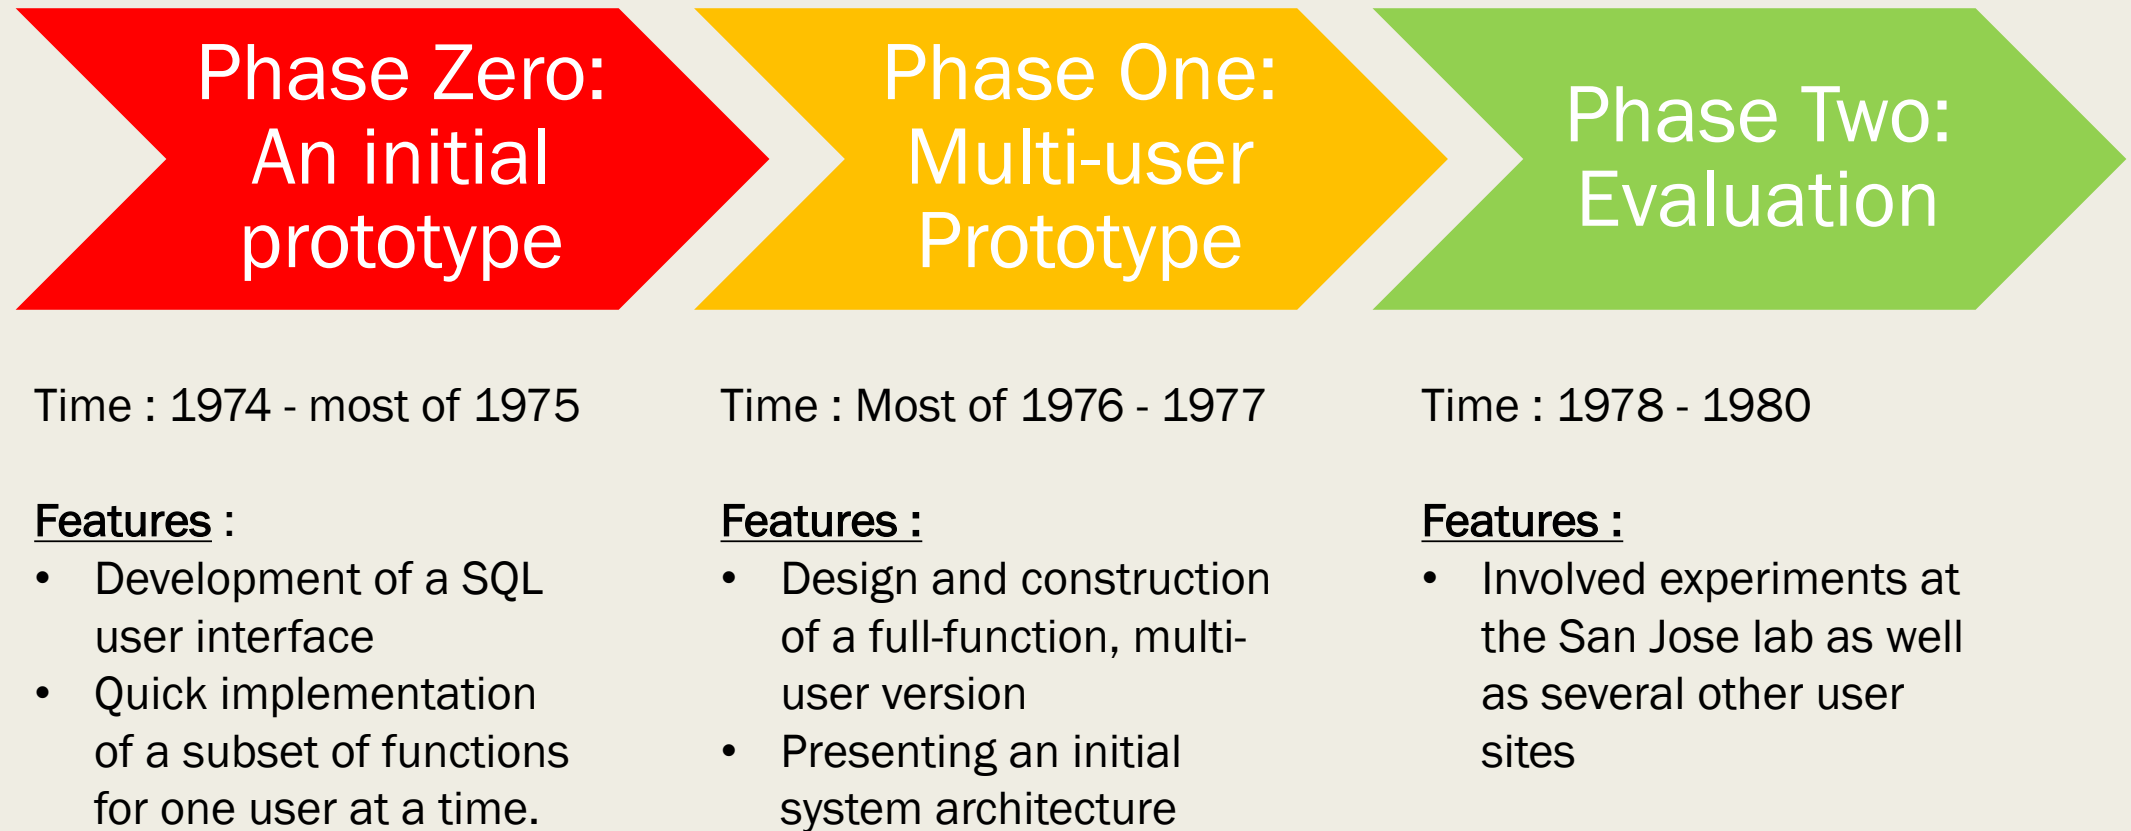 Phase Zero:
An initial
prototype
Phase One:
Multi-user
Prototype
Phase Two:
Evaluation
Time : 1974 - most of 1975
Features :
• Development of a SQL
user interface
• Quick implementation
of a subset of functions
for one user at a time.
Time : Most of 1976 - 1977
Features :
• Design and construction
of a full-function, multi-
user version
• Presenting an initial
system architecture
Time : 1978 - 1980
Features :
• Involved experiments at
the San Jose lab as well
as several other user
sites